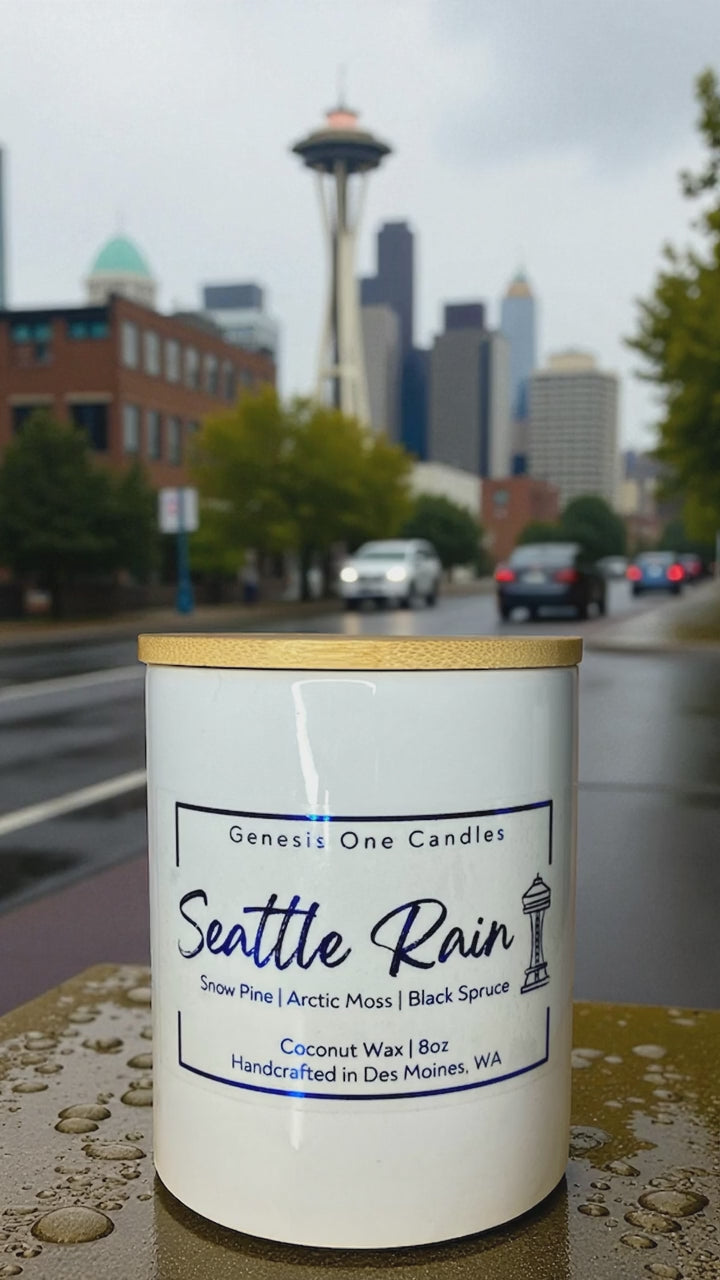 Genesis One Candles
Seattle Rain
Snow Pine | Arctic Moss | Black Spruce
Coconut Wax | 8oz
Handcrafted in Des Moines, WA